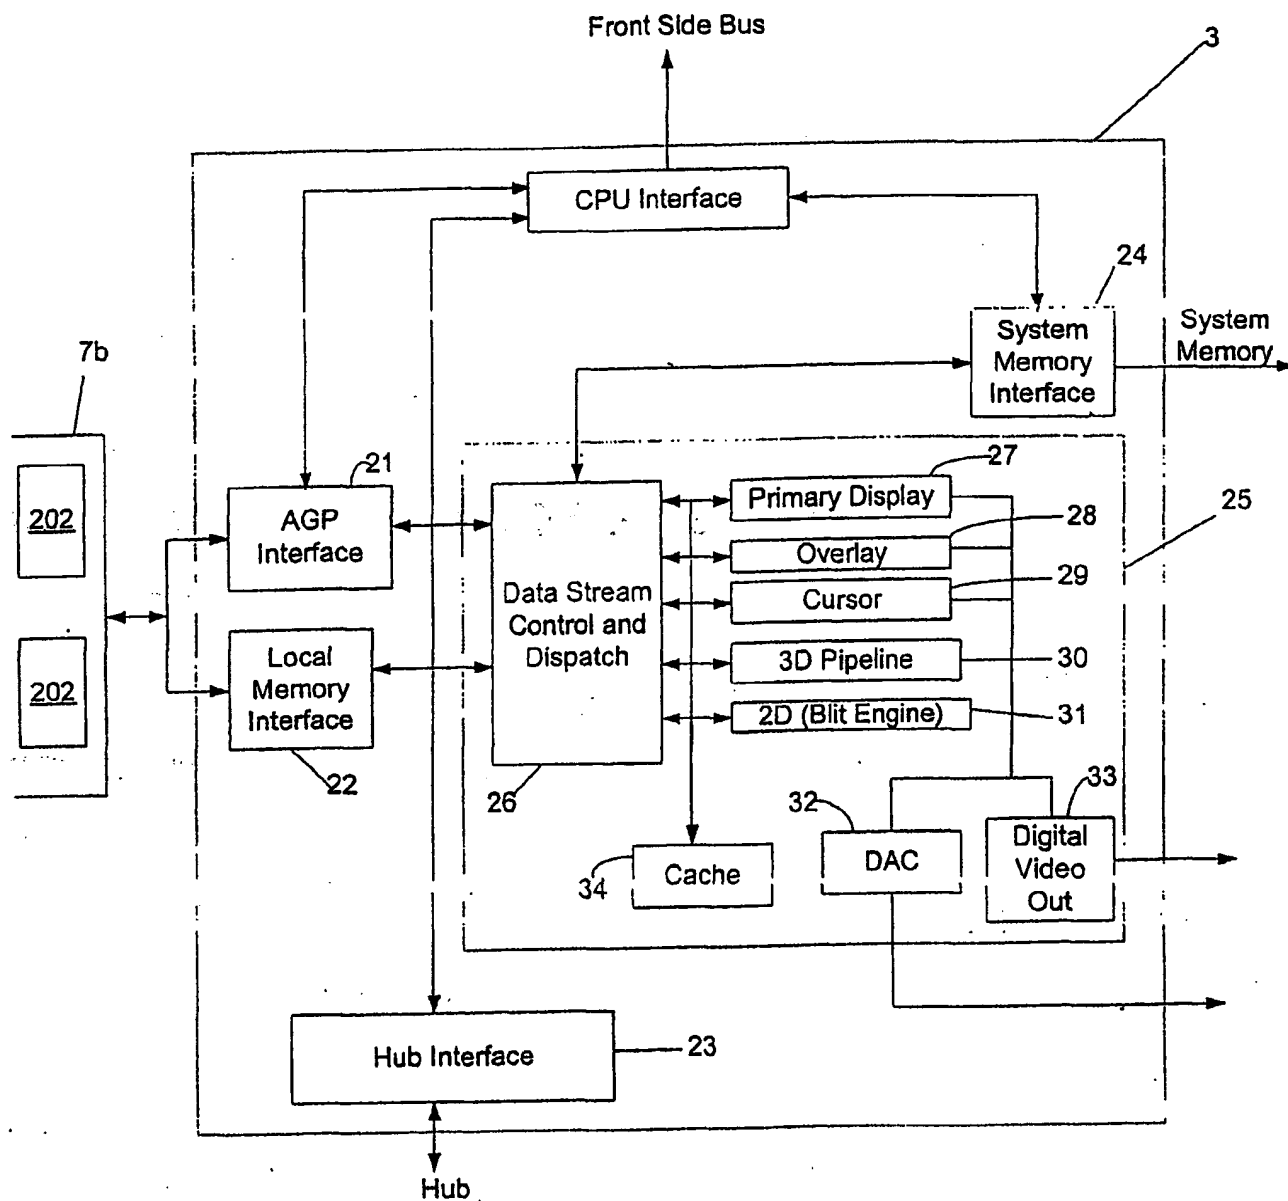 Front Side Bus
3
CPU Interface
24
System
Memory
Interface
System
Memory
7b
202
202
21
AGP
Interface
Local
Memory
Interface
22
Data Stream
Control and
Dispatch
26
27
Primary Display
28
Overlay
29
Cursor
3D Pipeline
30
2D (Blit Engine)
31
25
32
DAC
33
Digital
Video
Out
34
Cache
Hub Interface
23
Hub